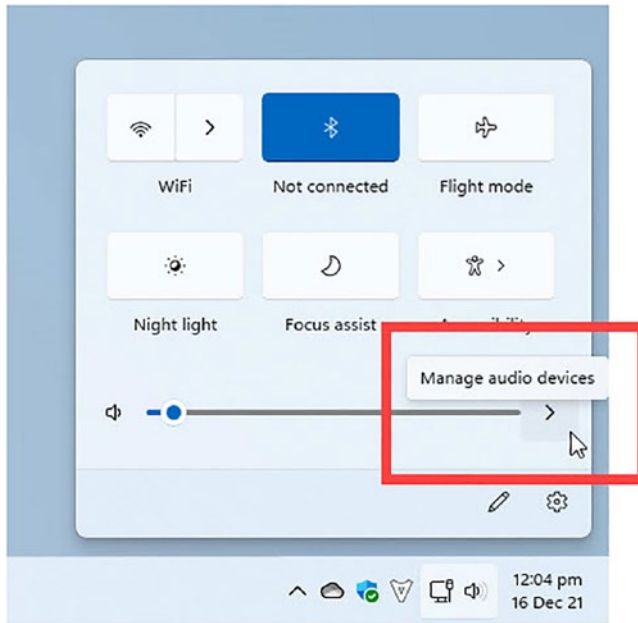 WiFi
Not connected
Flight mode
Night light
Focus assist
Manage audio devices
12:04 pm
16 Dec 21